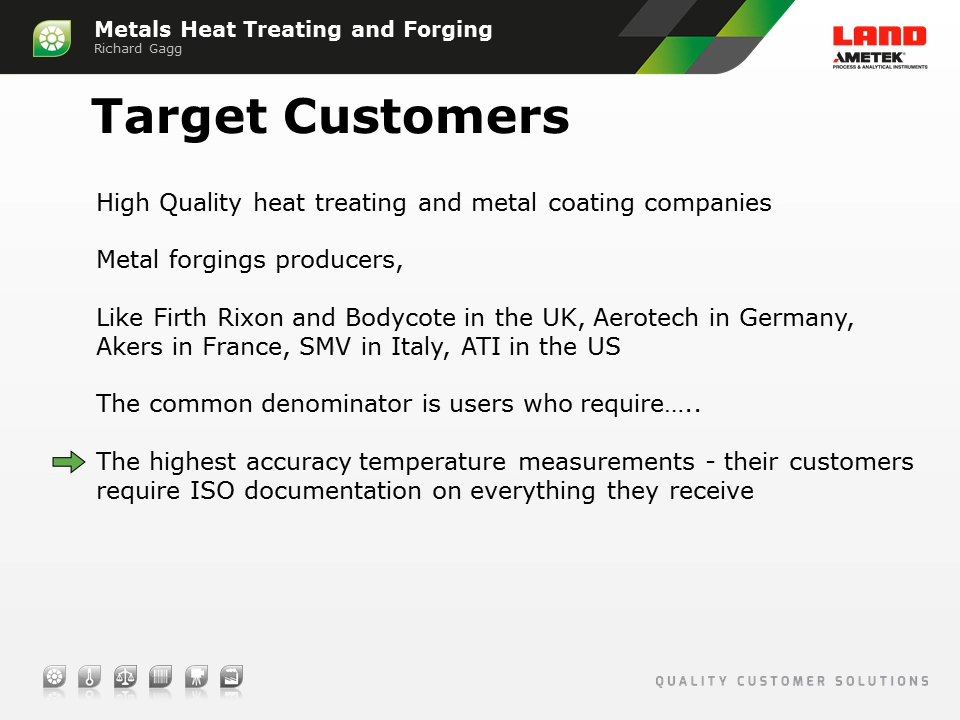 Metals Heat Treating and Forging
Richard Gagg
LAND
AMETEK®
PROCESS & ANALYTICAL INSTRUMENTS
Target Customers
High Quality heat treating and metal coating companies
Metal forgings producers,
Like Firth Rixon and Bodycote in the UK, Aerotech in Germany,
Akers in France, SMV in Italy, ATI in the US
The common denominator is users who require…..
The highest accuracy temperature measurements - their customers
require ISO documentation on everything they receive
QUALITY CUSTOMER SOLUTIONS